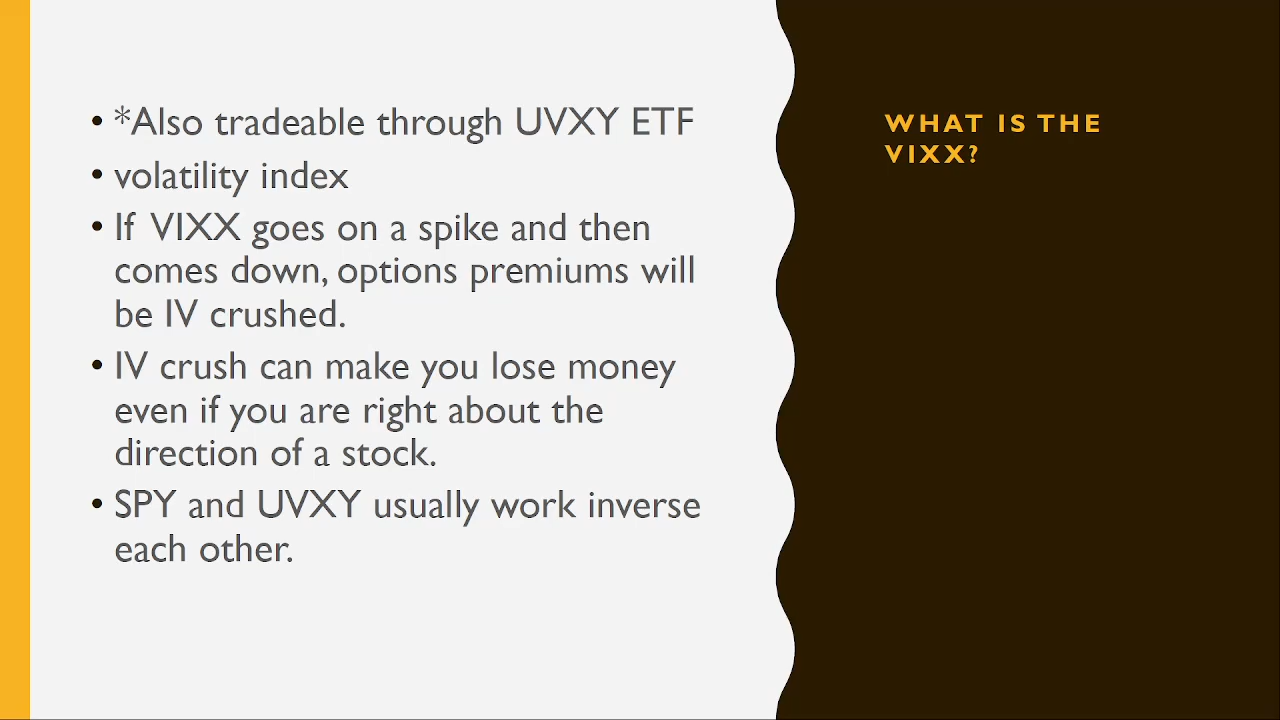 WHAT IS THE
VIXX?
• *Also tradeable through UVXY ETF
• volatility index
• If VIXX goes on a spike and then
comes down, options premiums will
be IV crushed.
• IV crush can make you lose money
even if you are right about the
direction of a stock.
• SPY and UVXY usually work inverse
each other.